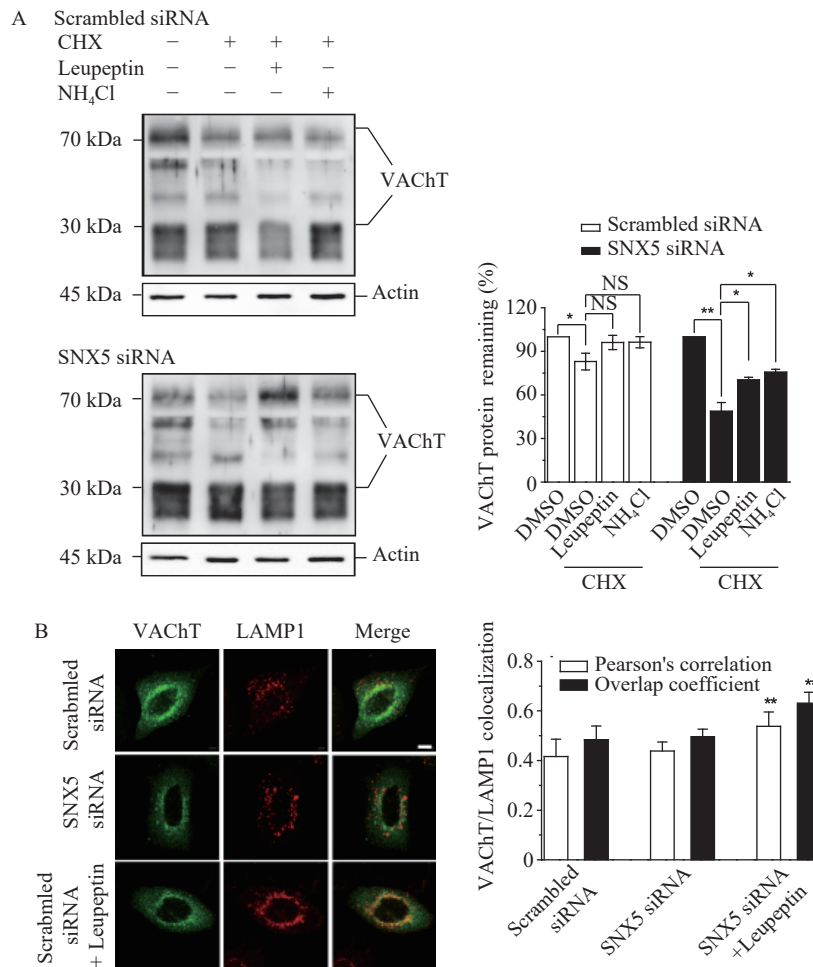 A Scrambled siRNA
CHX − + + +
Leupeptin − − + −
NH₄Cl − − − +
70 kDa
VAChT
30 kDa
45 kDa
Actin
SNX5 siRNA
70 kDa
VAChT
30 kDa
45 kDa
Actin
Scrambled siRNA
SNX5 siRNA
VAChT protein remaining (%)
120
90
60
30
0
* NS NS ** * *
DMSO DMSO Leupeptin NH₄Cl DMSO DMSO Leupeptin NH₄Cl
CHX CHX
B VAChT LAMP1 Merge
Scrabmled siRNA
SNX5 siRNA
Scrabmled siRNA + Leupeptin
VAChT/LAMP1 colocalization
0.8
0.6
0.4
0.2
0
Pearson's correlation
Overlap coefficient
** **
Scrambled siRNA
SNX5 siRNA
SNX5 siRNA +Leupeptin